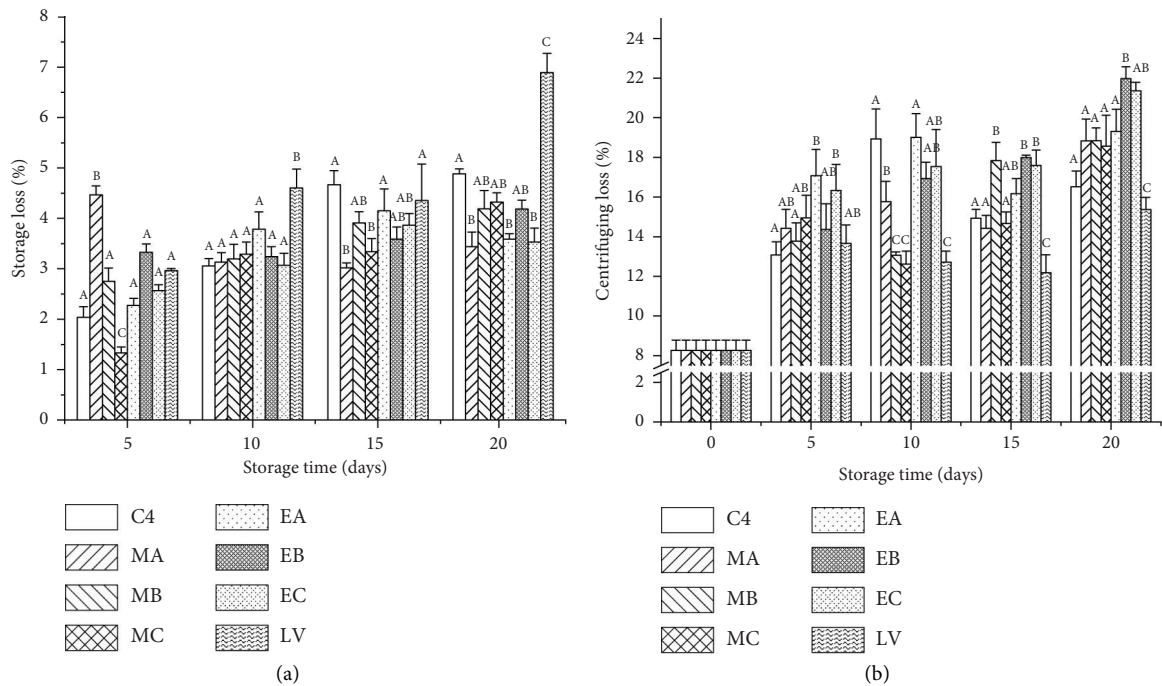 8
7
6
5
4
3
2
1
0
Storage loss (%)
A B A C A A A A
A A A A A A A B
A B AB B A AB AB A
A B AB AB B AB B C
5 10 15 20
Storage time (days)
C4 EA
MA EB
MB EC
MC LV
(a)
24
22
20
18
16
14
12
10
8
2
0
Centrifuging loss (%)
A AB A AB B AB B AB
A B C C A AB AB C
A A B A AB B B C
A A A A A B AB C
0 5 10 15 20
Storage time (days)
C4 EA
MA EB
MB EC
MC LV
(b)